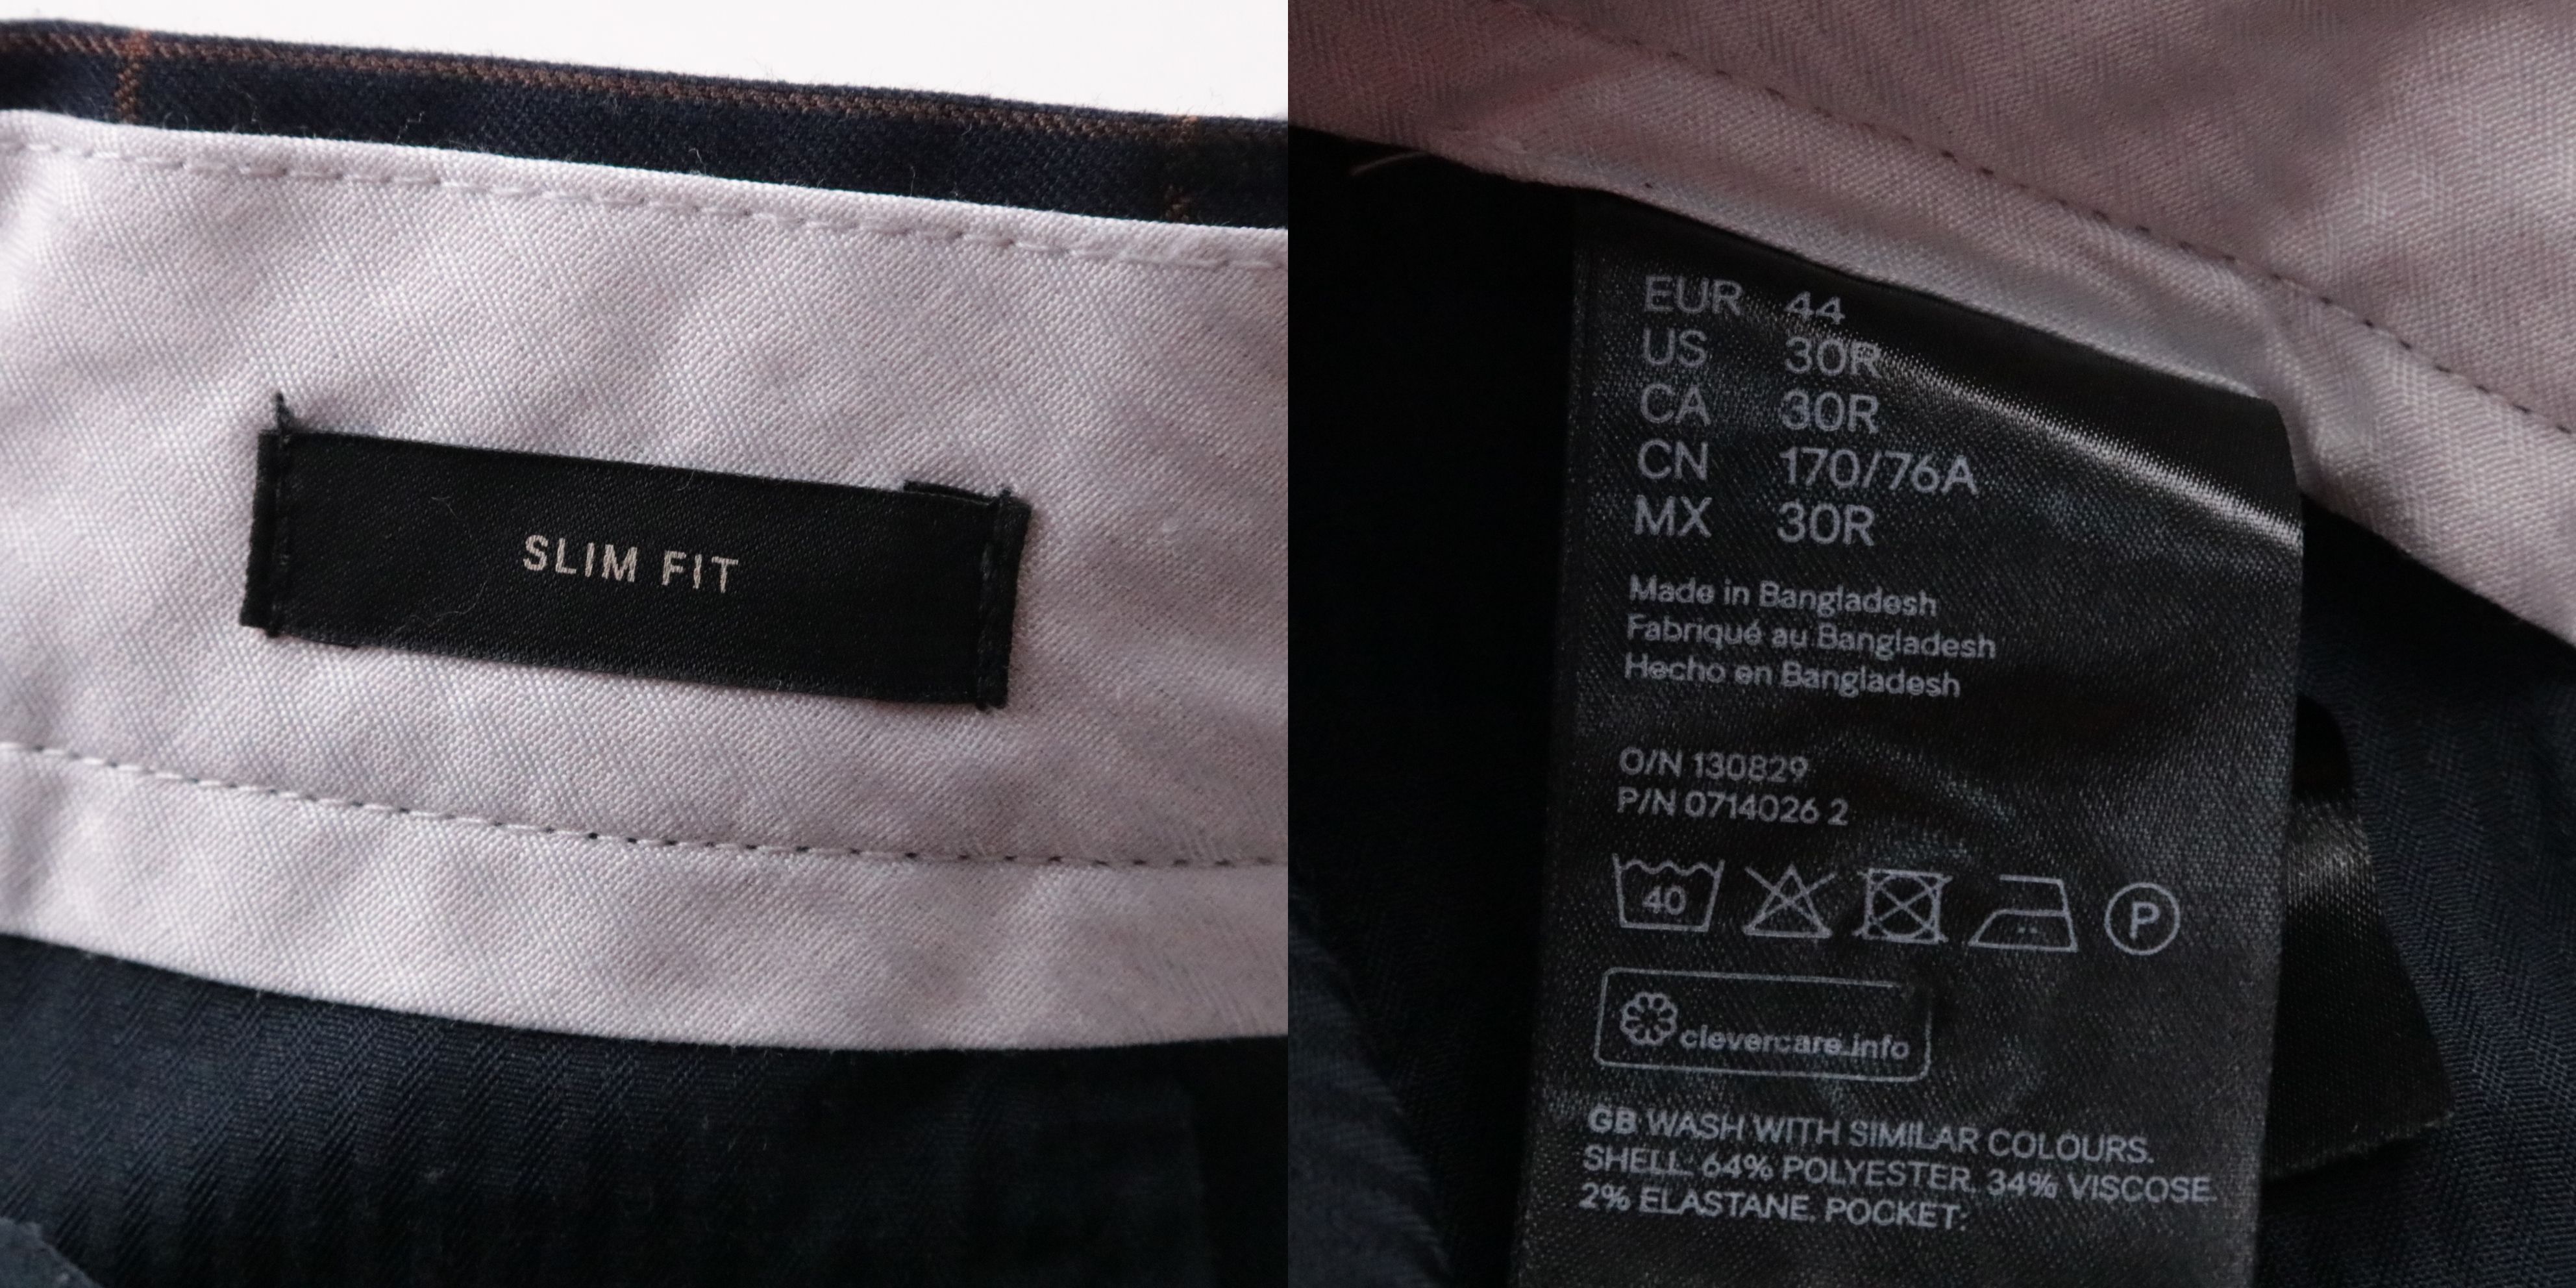 SLIM FIT
EUR 44
US 30R
CA 30R
CN 170/76A
MX 30R
Made in Bangladesh
Fabriqué au Bangladesh
Hecho en Bangladesh
O/N 130829
P/N 0714026 2
40
P
clevercare.info
GB WASH WITH SIMILAR COLOURS.
SHELL: 64% POLYESTER. 34% VISCOSE.
2% ELASTANE. POCKET: